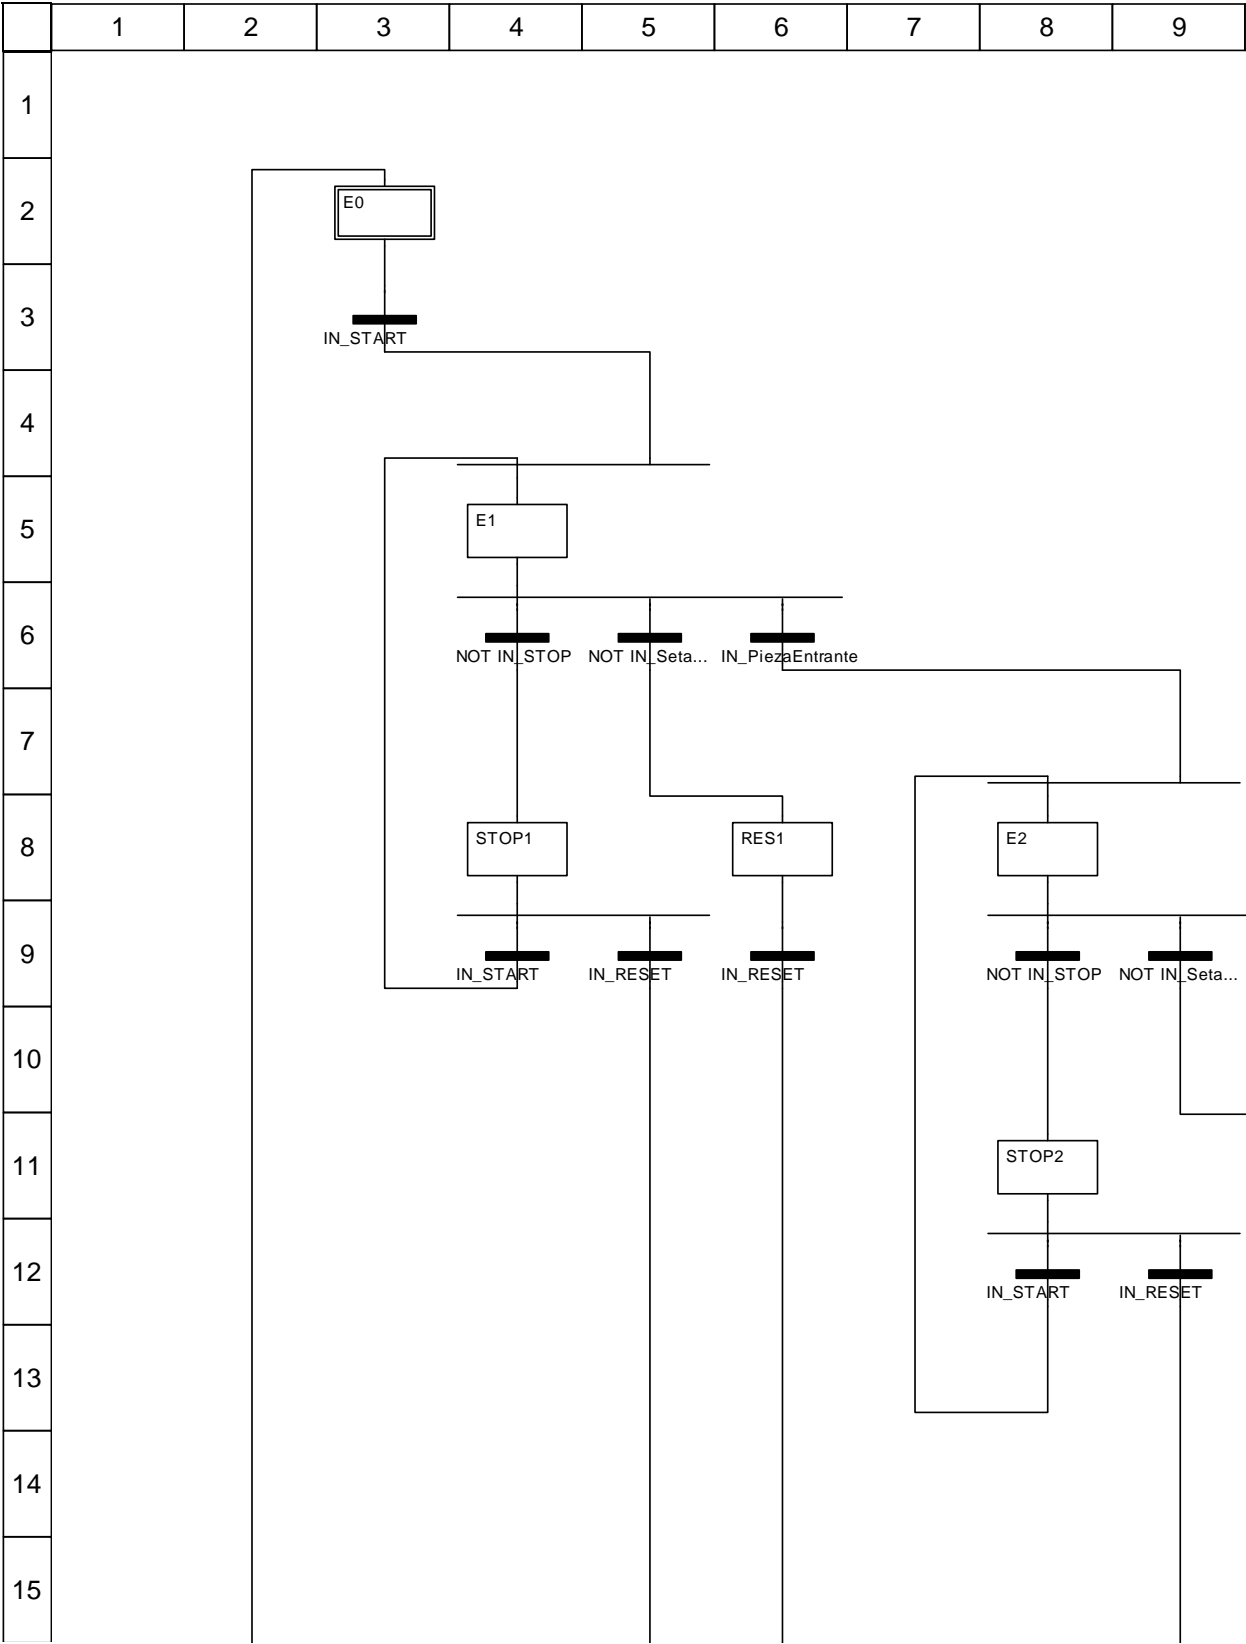 1 2 3 4 5 6 7 8 9
1
2
E0
3
IN_START
4
5
E1
6
NOT IN_STOP NOT IN_Seta... IN_PiezaEntrante
7
8
STOP1 RES1 E2
9
IN_START IN_RESET IN_RESET NOT IN_STOP NOT IN_Seta...
10
11
STOP2
12
IN_START IN_RESET
13
14
15